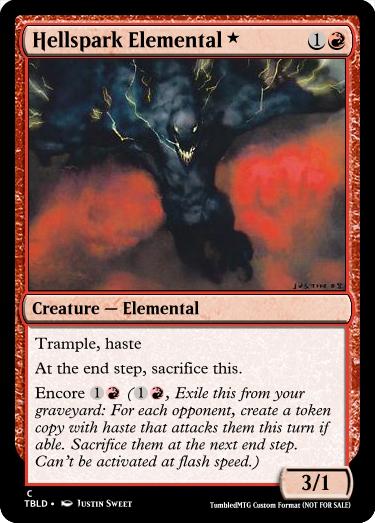 Hellspark Elemental ★ 1
JUSTIN 08
Creature — Elemental
Trample, haste
At the end step, sacrifice this.
Encore 1 (1, Exile this from your
graveyard: For each opponent, create a token
copy with haste that attacks them this turn if
able. Sacrifice them at the next end step.
Can't be activated at flash speed.)
3/1
C
TBLD • JUSTIN SWEET
TumbledMTG Custom Format (NOT FOR SALE)